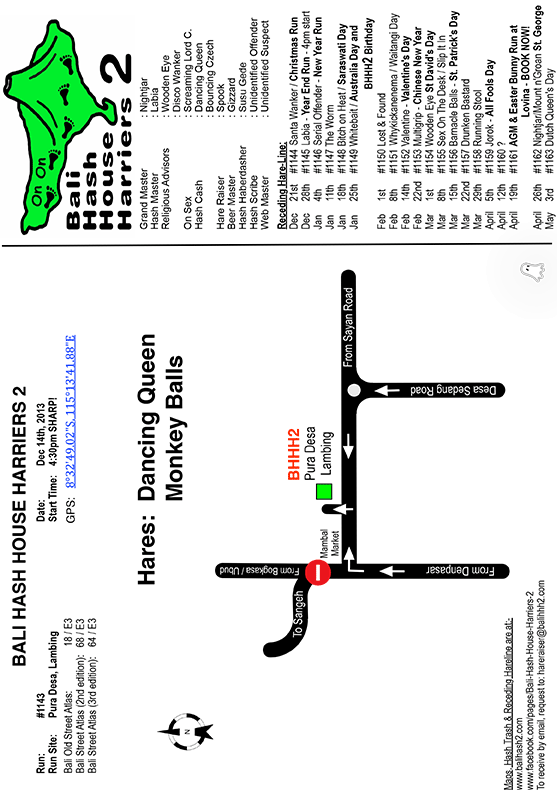 BALI HASH HOUSE HARRIERS 2
Run: #1143
Run Site: Pura Desa, Lambing
Bali Old Street Atlas: 18 / E3
Bali Street Atlas (2nd edition): 68 / E3
Bali Street Atlas (3rd edition): 64 / E3
Date: Dec 14th, 2013
Start Time: 4:30pm SHARP!
GPS: 8°32'49.02"S 115°13'41.88"E
Hares: Dancing Queen
Monkey Balls
To Sangeh
From Bogkasa / Ubud
From Denpasar
Mambal
Market
BHHH2
Pura Desa
Lambing
From Sayan Road
Desa Sedang Road
Maps, Hash Trash & Receding Hareline are at:-
www.balihash2.com
www.facebook.com/pages/Bali-Hash-House-Harriers-2
To receive by email, request to: hareraiser@balihhh2.com
On On
Bali
Hash
House
Harriers 2
Grand Master : Nightjar
Hash Master : Labia
Religious Advisors : Wooden Eye
: Disco Wanker
: Screaming Lord C.
On Sex : Dancing Queen
Hash Cash : Bouncing Czech
Hare Raiser : Spook
Beer Master : Gizzard
Hash Haberdasher : Susu Gede
Hash Scribe : Unidentified Offender
Web Master : Unidentified Suspect
Receding Hare-Line:
Dec 21st #1144 Santa Wanker / Christmas Run
Dec 28th #1145 Labia - Year End Run - 4pm start
Jan 4th #1146 Serial Offender - New Year Run
Jan 11th #1147 The Worm
Jan 18th #1148 Bitch on Heat / Saraswati Day
Jan 25th #1149 Whitebait / Australia Day and
BHHH2 Birthday
Feb 1st #1150 Lost & Found
Feb 8th #1151 Whykickanenema / Waitangi Day
Feb 14th #1152 Valentine - Valentine's Day
Feb 22nd #1153 Multigrip - Chinese New Year
Mar 1st #1154 Wooden Eye St David's Day
Mar 8th #1155 Sex On The Desk / Slip It In
Mar 15th #1156 Barnacle Balls - St. Patrick's Day
Mar 22nd #1157 Drunken Bastard
Mar 29th #1158 Running Stool
April 5th #1159 Jorok - All Fools Day
April 12th #1160 ?
April 19th #1161 AGM & Easter Bunny Run at
Lovina - BOOK NOW!
April 26th #1162 Nightjar/Mount n'Groan St. George
May 3rd #1163 Dutch Queen's Day